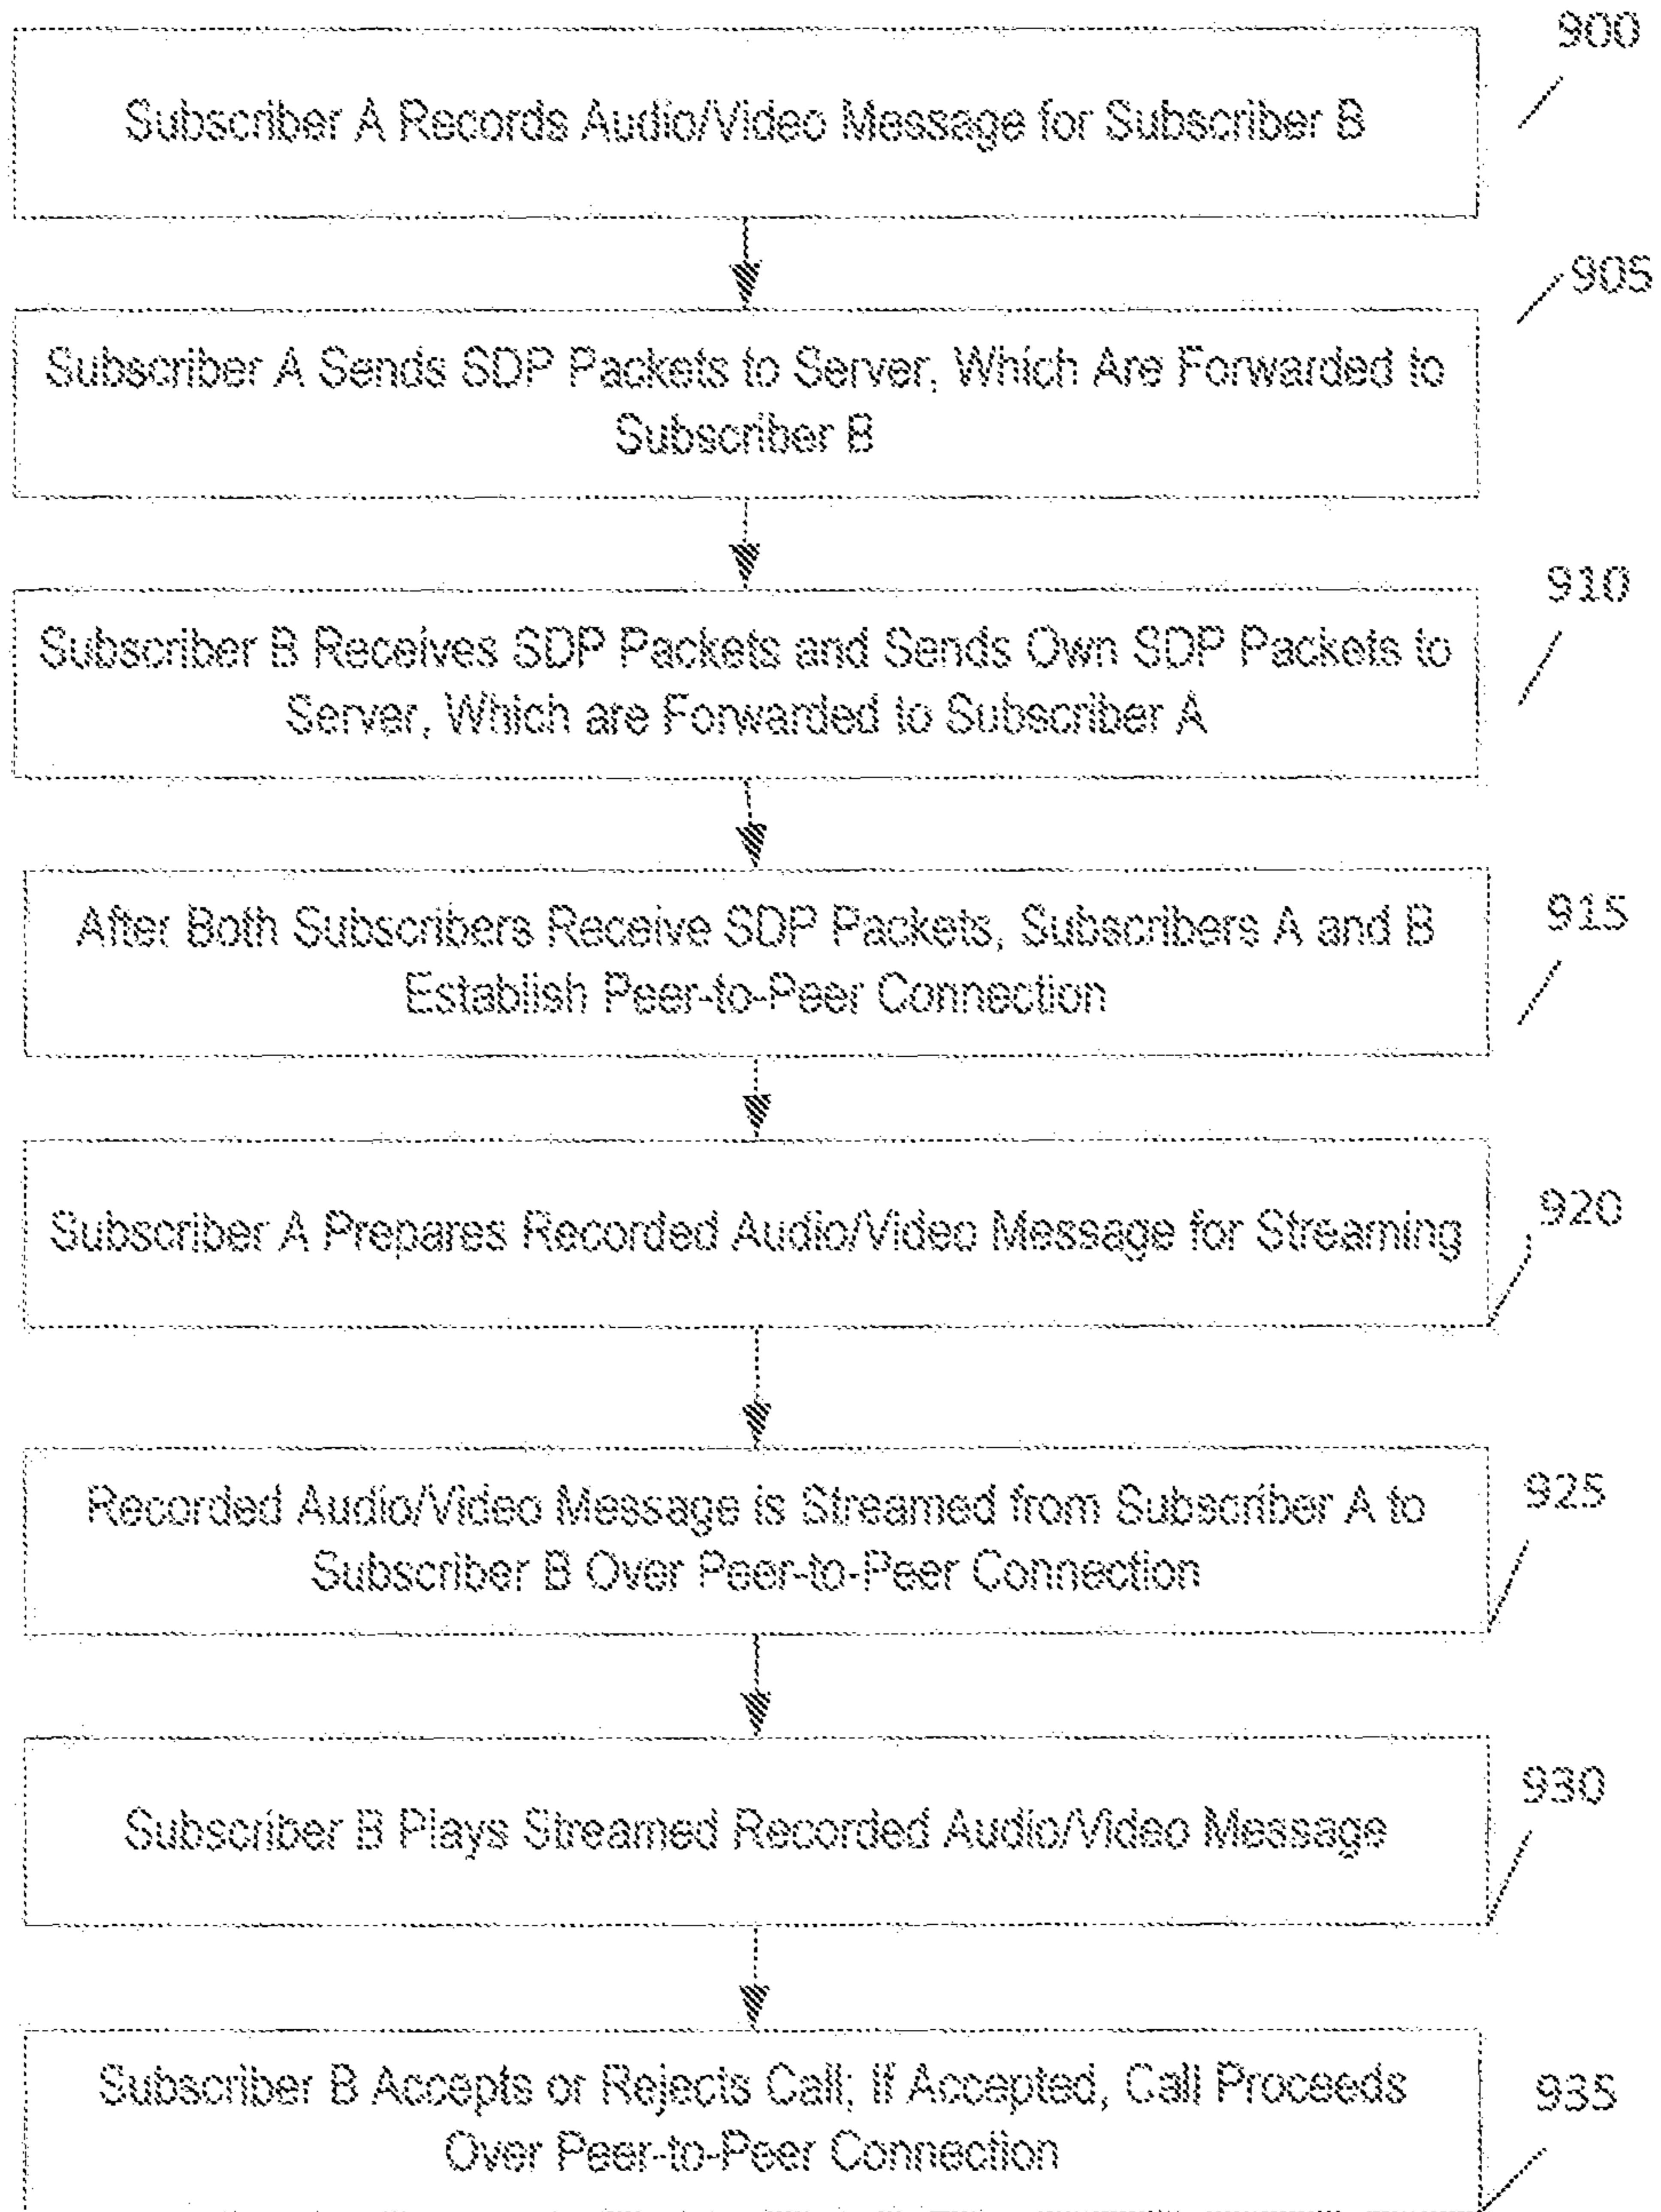 900
Subscriber A Records Audio/Video Message for Subscriber B
905
Subscriber A Sends SDP Packets to Server, Which Are Forwarded to
Subscriber B
910
Subscriber B Receives SDP Packets and Sends Own SDP Packets to
Server, Which are Forwarded to Subscriber A
915
After Both Subscribers Receive SDP Packets, Subscribers A and B
Establish Peer-to-Peer Connection
920
Subscriber A Prepares Recorded Audio/Video Message for Streaming
925
Recorded Audio/Video Message is Streamed from Subscriber A to
Subscriber B Over Peer-to-Peer Connection
930
Subscriber B Plays Streamed Recorded Audio/Video Message
935
Subscriber B Accepts or Rejects Call; If Accepted, Call Proceeds
Over Peer-to-Peer Connection